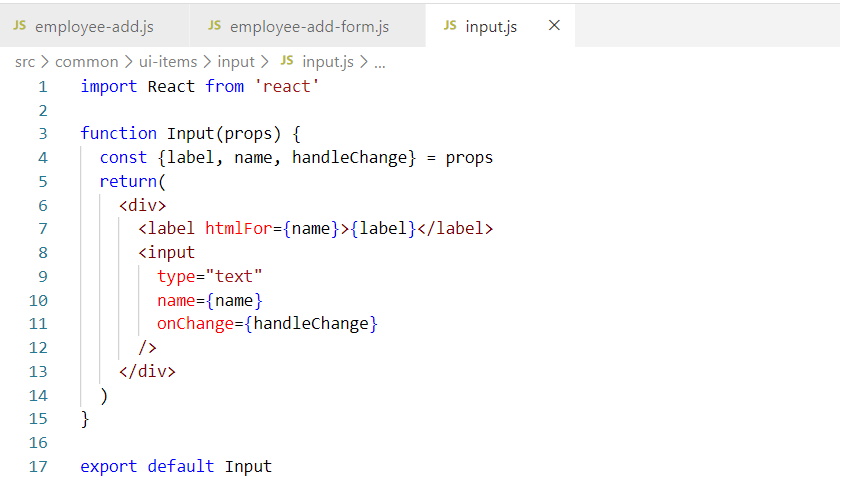 JS employee-add.js JS employee-add-form.js JS input.js ×
src > common > ui-items > input > JS input.js > ...
1 import React from 'react'
2
3 function Input(props) {
4   const {label, name, handleChange} = props
5   return(
6     <div>
7       <label htmlFor={name}>{label}</label>
8       <input
9         type="text"
10         name={name}
11         onChange={handleChange}
12       />
13     </div>
14   )
15 }
16
17 export default Input